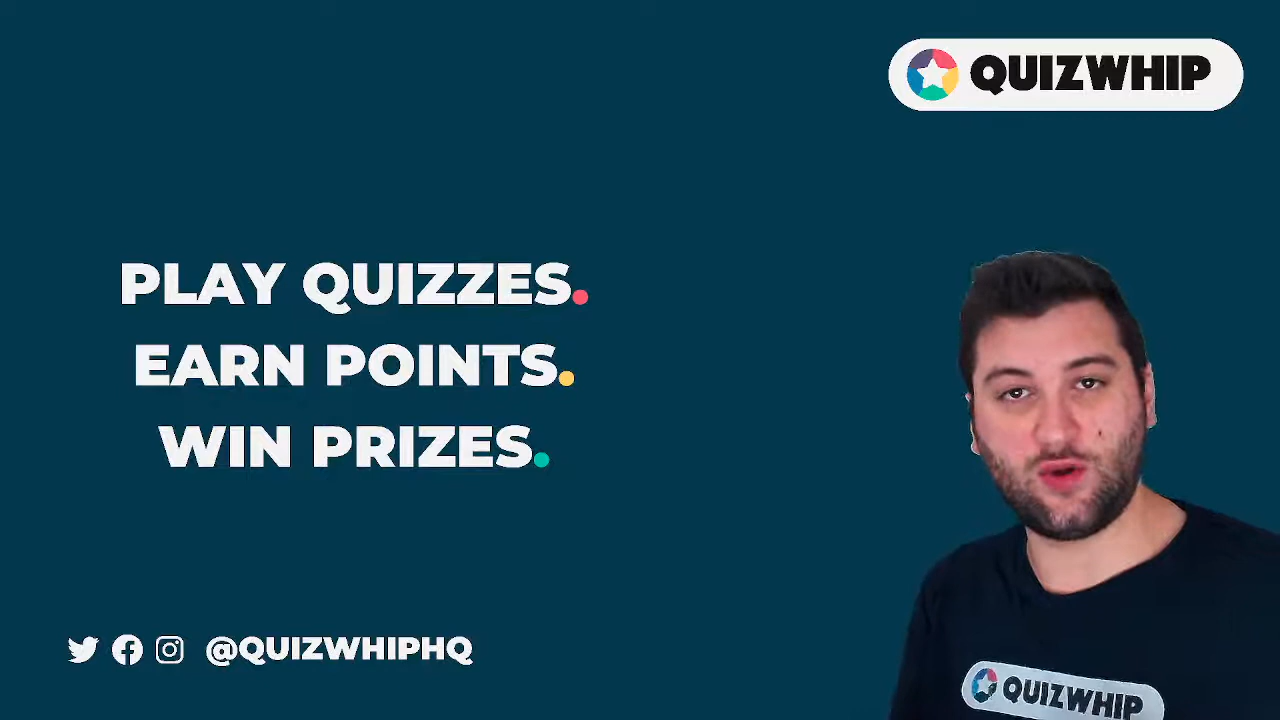 QUIZWHIP
PLAY QUIZZES.
EARN POINTS.
WIN PRIZES.
@QUIZWHIPHQ
QUIZWHIP